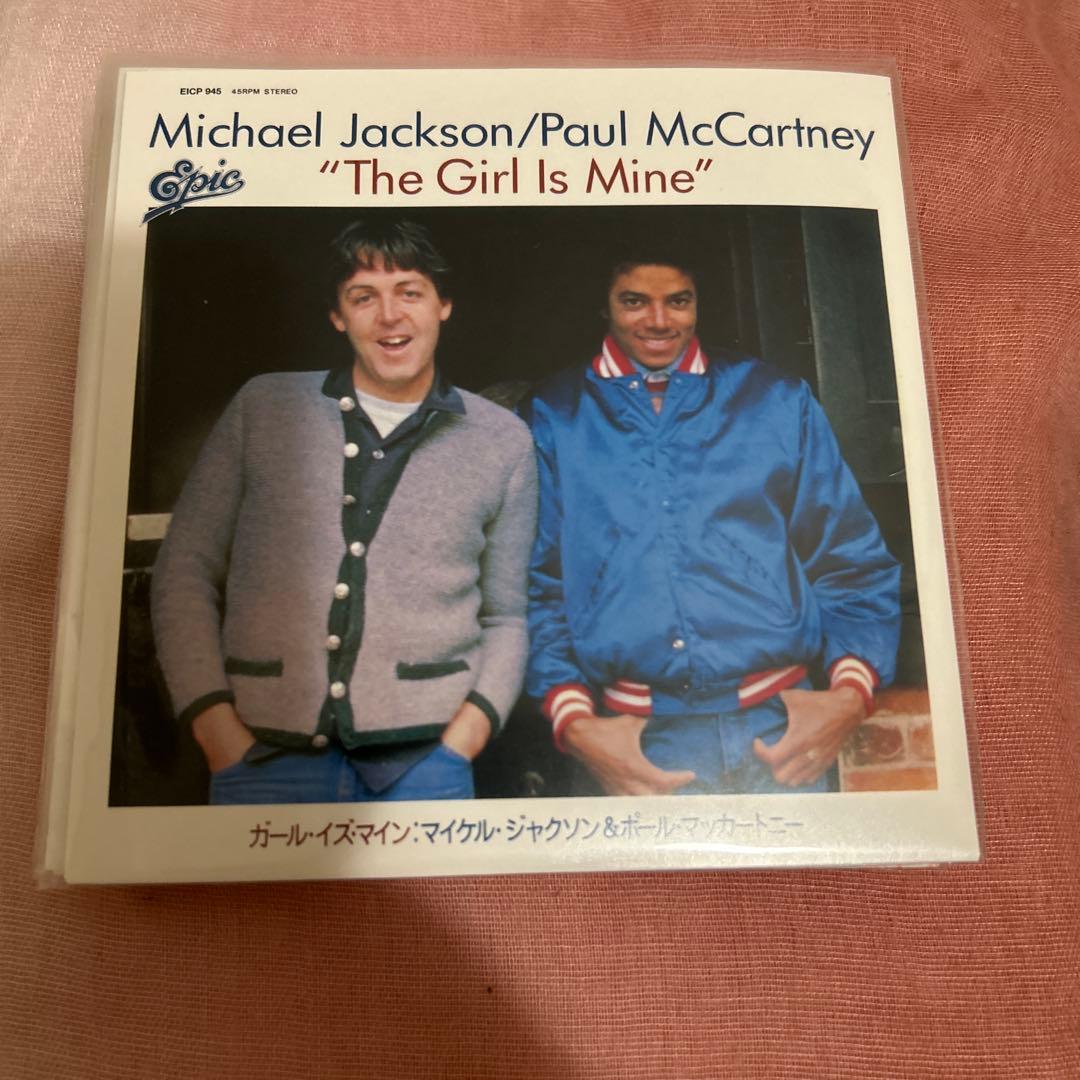 EICP 945 45RPM STEREO
Michael Jackson/Paul McCartney
Epic
“The Girl Is Mine”
ガール・イズ・マイン:マイケル・ジャクソン&ポール・マッカートニー